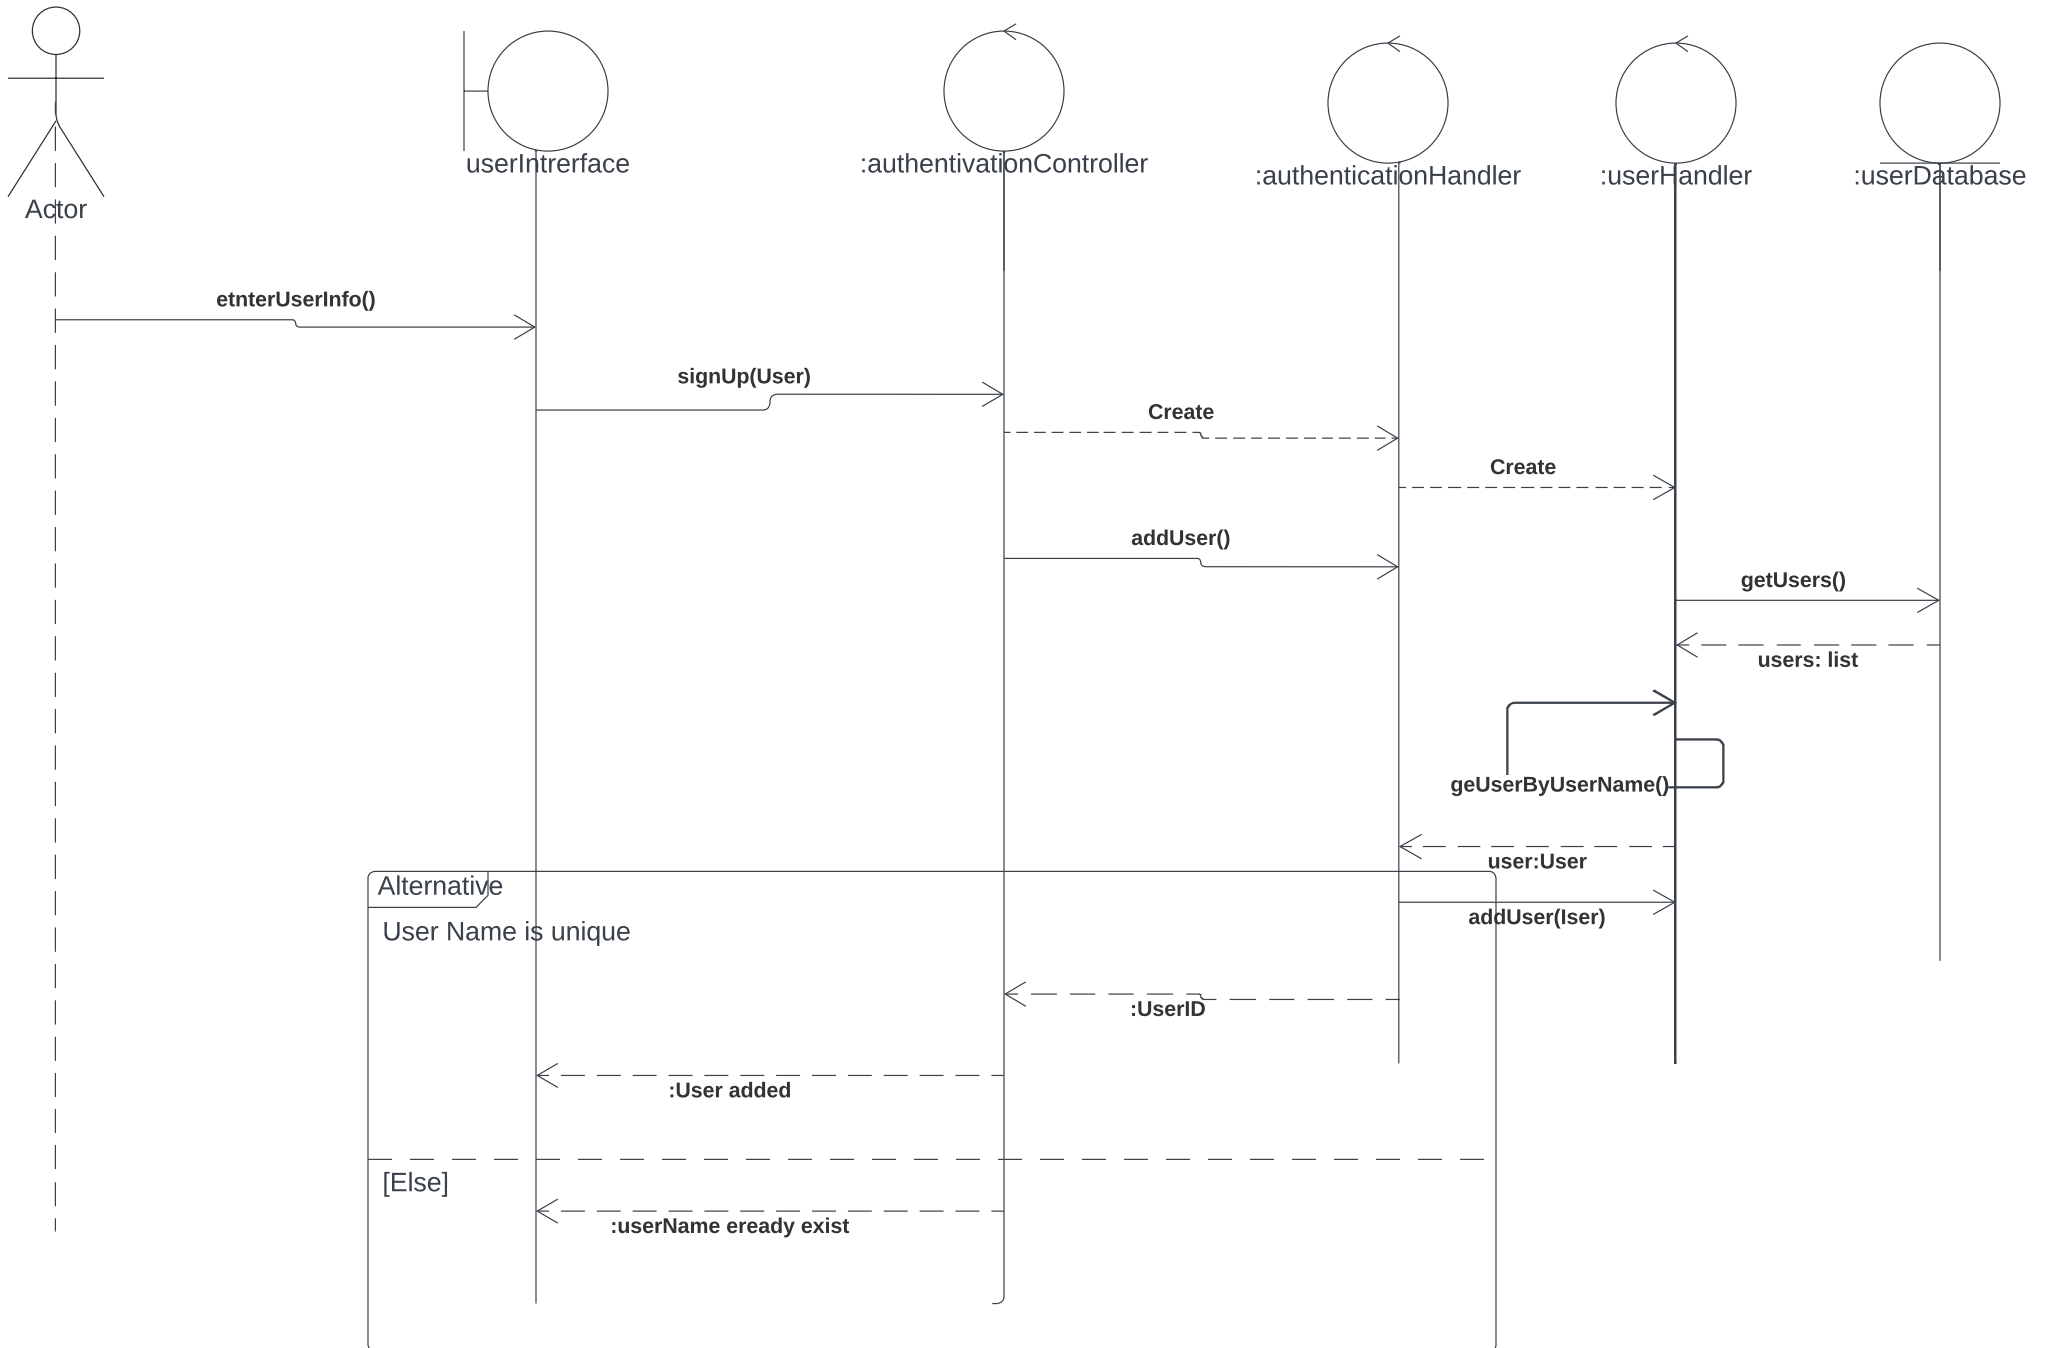 userIntrerface
:authentivationController
:authenticationHandler
:userHandler
:userDatabase
Actor
etnterUserInfo()
signUp(User)
Create
Create
addUser()
getUsers()
users: list
geUserByUserName()
user:User
Alternative
addUser(Iser)
User Name is unique
:UserID
:User added
[Else]
:userName eready exist